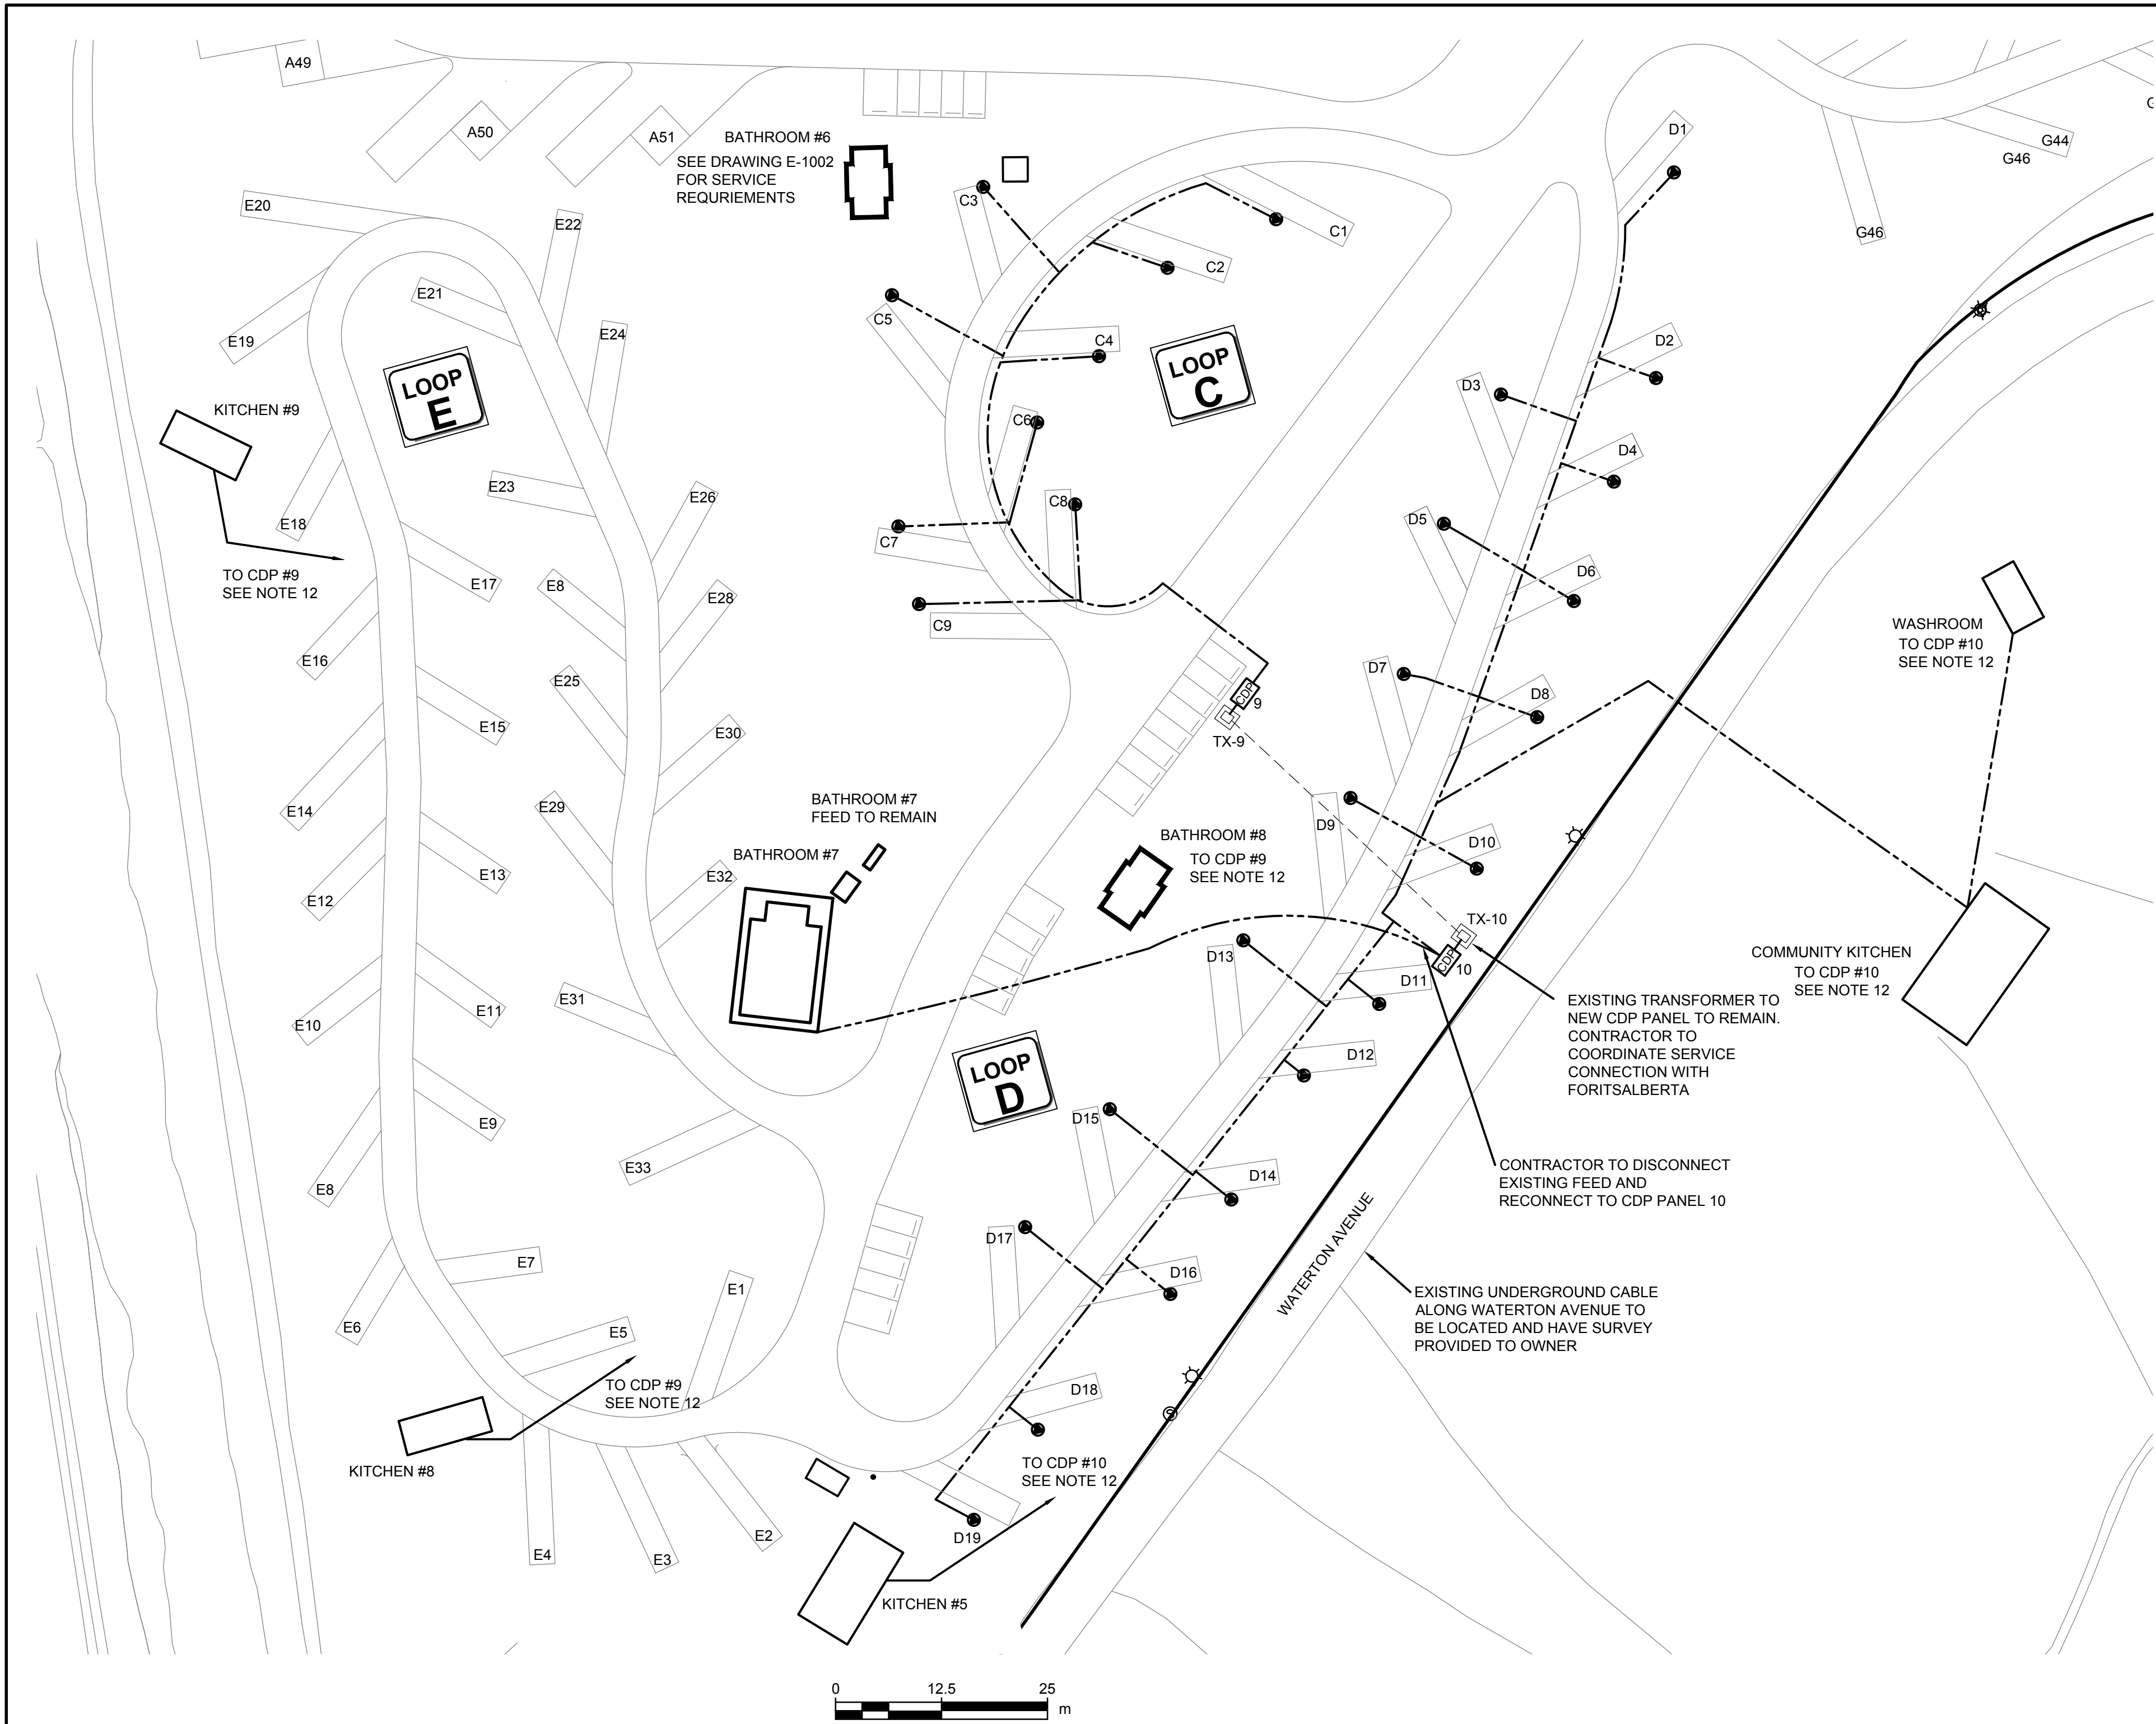 A49
A50
A51
BATHROOM #6
SEE DRAWING E-1002
FOR SERVICE
REQURIEMENTS
D1
G44
G46
G46
E20
E22
C3
C1
C2
E21
E19
E24
LOOP
E
C5
C4
LOOP
C
D2
D3
KITCHEN #9
C6
D4
E23
E26
E18
C8
C7
D5
D6
TO CDP #9
SEE NOTE 12
E17
E8
E28
C9
WASHROOM
TO CDP #10
SEE NOTE 12
E16
E25
D7
D8
CDP
9
TX-9
E15
E30
E14
E29
BATHROOM #7
FEED TO REMAIN
BATHROOM #7
BATHROOM #8
TO CDP #9
SEE NOTE 12
D9
D10
E13
E32
E12
TX-10
CDP
10
D13
D11
COMMUNITY KITCHEN
TO CDP #10
SEE NOTE 12
E31
E11
E10
EXISTING TRANSFORMER TO
NEW CDP PANEL TO REMAIN.
CONTRACTOR TO
COORDINATE SERVICE
CONNECTION WITH
FORITSALBERTA
D12
LOOP
D
E9
D15
E33
E8
D14
CONTRACTOR TO DISCONNECT
EXISTING FEED AND
RECONNECT TO CDP PANEL 10
WATERTON AVENUE
D17
E7
E1
D16
E6
E5
EXISTING UNDERGROUND CABLE
ALONG WATERTON AVENUE TO
BE LOCATED AND HAVE SURVEY
PROVIDED TO OWNER
TO CDP #9
SEE NOTE 12
D18
S
KITCHEN #8
TO CDP #10
SEE NOTE 12
E4
E3
E2
D19
KITCHEN #5
0 12.5 25
m